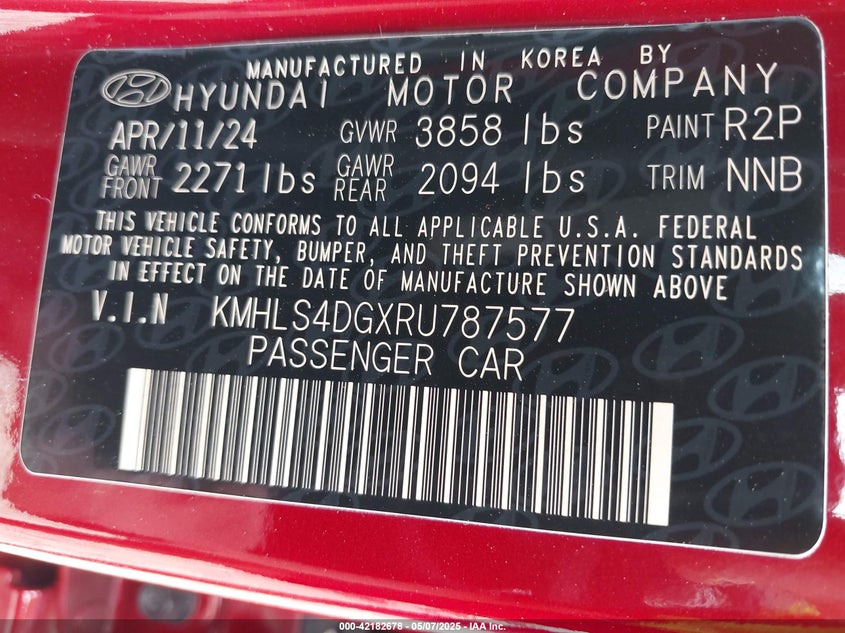 MANUFACTURED IN KOREA BY
HYUNDAI MOTOR COMPANY
APR/11/24 GVWR 3858 lbs PAINT R2P
GAWR FRONT 2271 lbs GAWR REAR 2094 lbs TRIM NNB
THIS VEHICLE CONFORMS TO ALL APPLICABLE U.S.A. FEDERAL
MOTOR VEHICLE SAFETY, BUMPER, AND THEFT PREVENTION STANDARDS
IN EFFECT ON THE DATE OF MANUFACTURE SHOWN ABOVE
V.I.N KMHLS4DGXRU787577
PASSENGER CAR
000-42182678 - 05/07/2025 - IAA Inc.